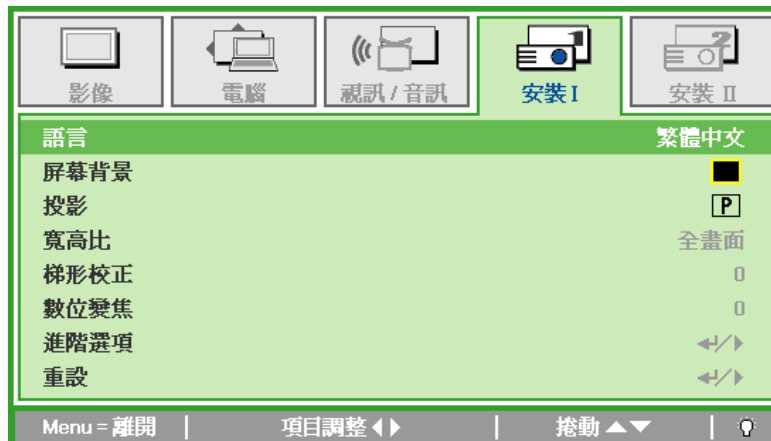 影像 電腦 視訊 / 音訊 安裝 I 安裝 II
語言 繁體中文
屏幕背景
投影 P
寬高比 全畫面
梯形校正 0
數位變焦 0
進階選項 /
重設 /
Menu = 離開 項目調整 捲動